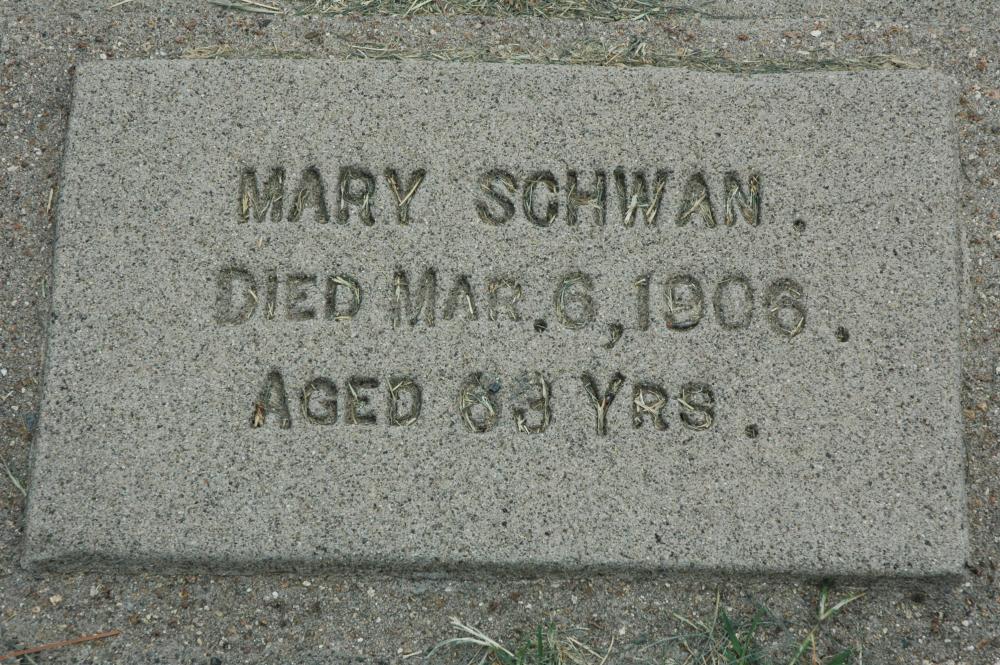 MARY SCHWAN.
DIED MAR. 6, 1906.
AGED 63 YRS.